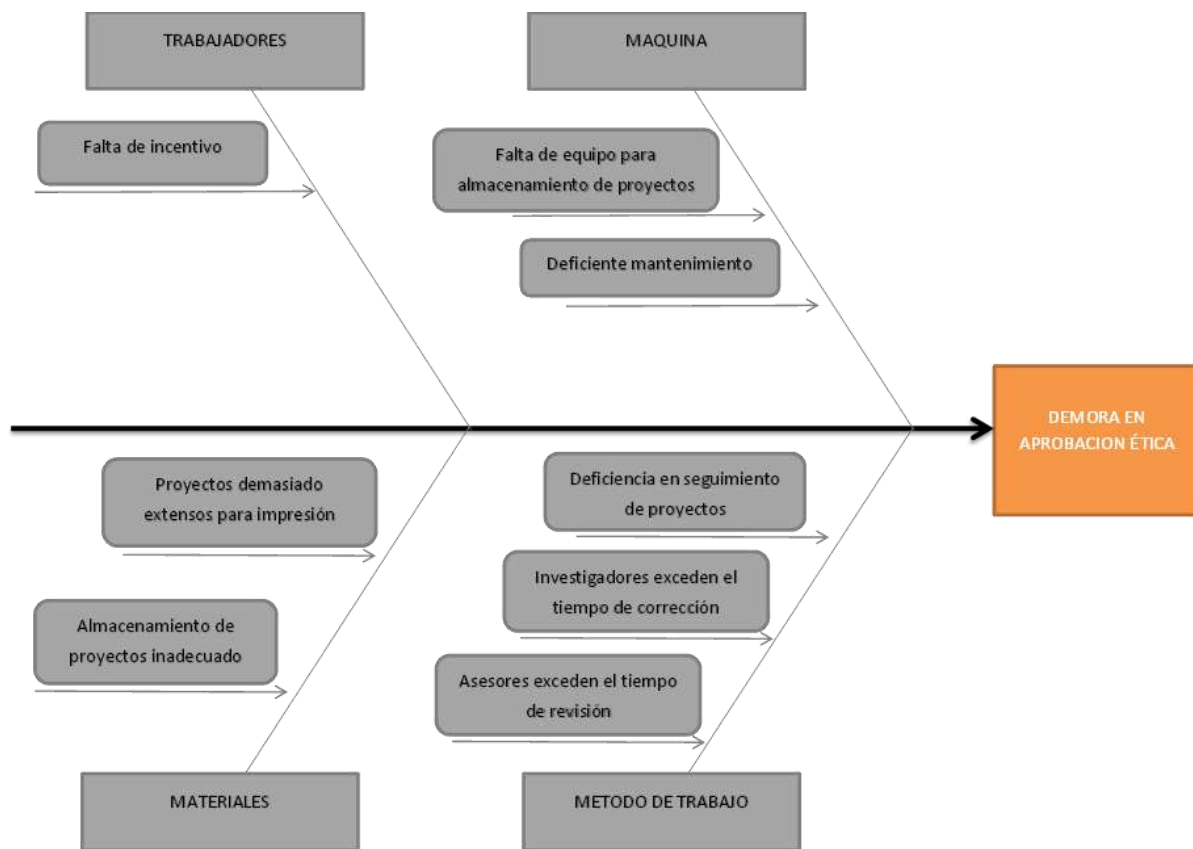 TRABAJADORES
MAQUINA
Falta de incentivo
Falta de equipo para
almacenamiento de proyectos
Deficiente mantenimiento
DEMORA EN
APROBACION ÉTICA
Proyectos demasiado
extensos para impresión
Almacenamiento de
proyectos inadecuado
Deficiencia en seguimiento
de proyectos
Investigadores exceden el
tiempo de corrección
Asesores exceden el tiempo
de revisión
MATERIALES
METODO DE TRABAJO